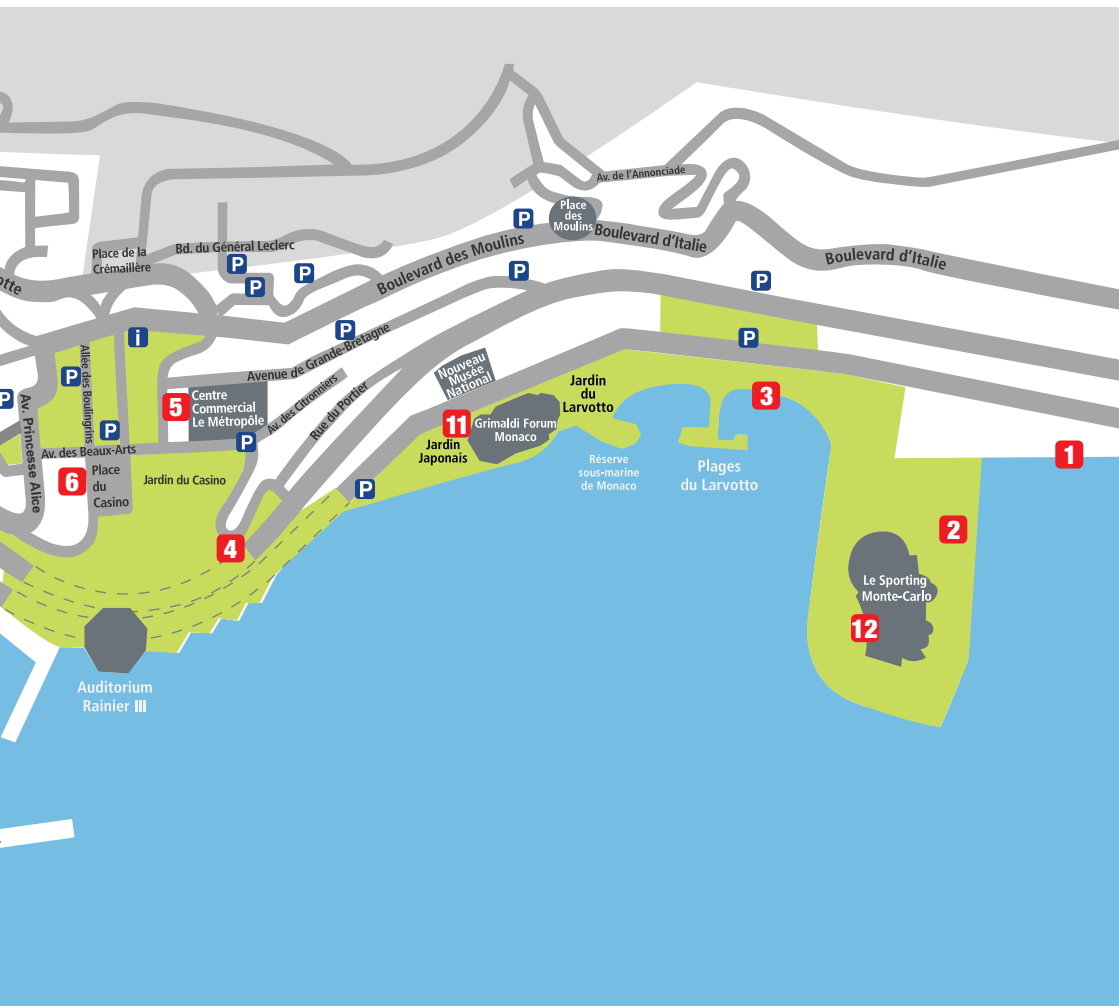 Av. de l'Annonciade
Place
des
Moulins
P
Boulevard d'Italie
Boulevard des Moulins
Boulevard d'Italie
Bd. du Général Leclerc
Place de la
Crémaillère
P
P
P
P
P
otte
i
P
Avenue de Grande-Bretagne
Allée des Boulingrins
P
P
P
Nouveau
Musée
National
Jardin
du
Larvotto
3
5
Centre
Commercial
Le Métropôle
Av. des Citronniers
Rue du Portier
P
Av. Princesse Alice
P
P
Av. des Beaux-Arts
11
Grimaldi Forum
Monaco
Jardin
Japonais
1
6
Place
du
Casino
Jardin du Casino
P
Réserve
sous-marine
de Monaco
Plages
du Larvotto
2
4
Le Sporting
Monte-Carlo
12
Auditorium
Rainier III